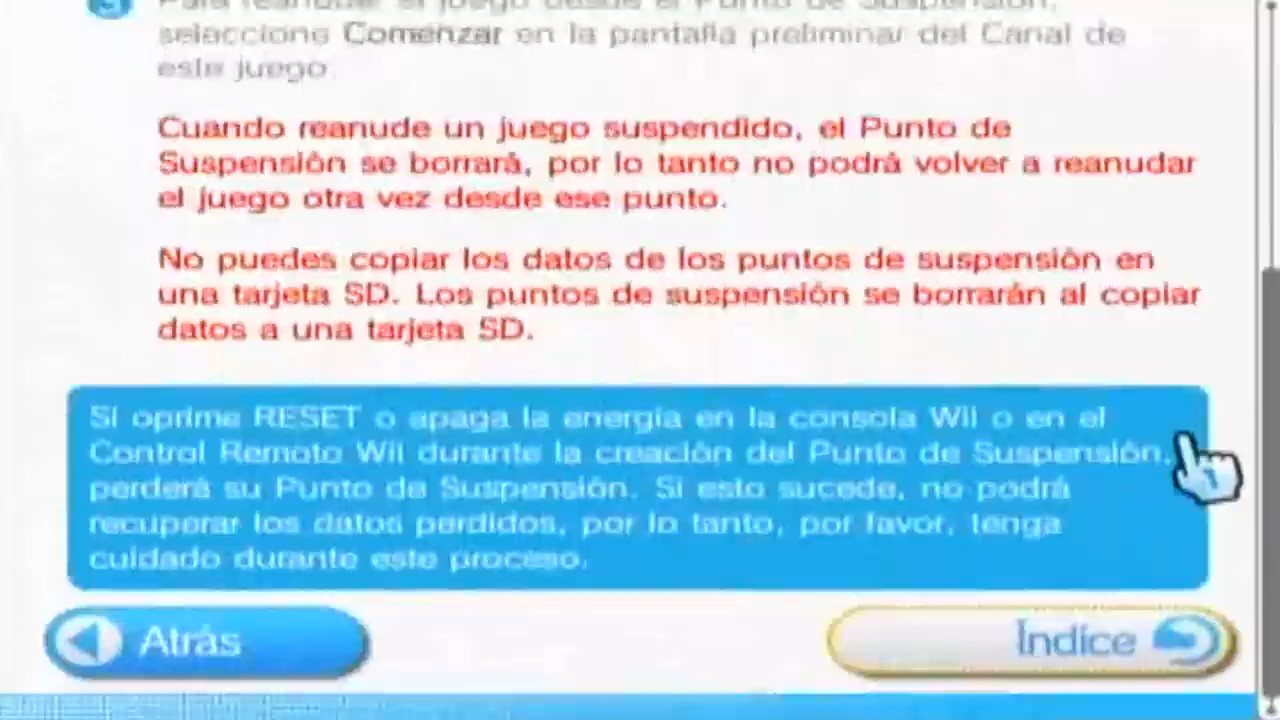 3 Para reanudar el juego desde el Punto de Suspensión,
seleccione Comenzar en la pantalla preliminar del Canal de
este juego.
Cuando reanude un juego suspendido, el Punto de
Suspensión se borrará, por lo tanto no podrá volver a reanudar
el juego otra vez desde ese punto.
No puedes copiar los datos de los puntos de suspensión en
una tarjeta SD. Los puntos de suspensión se borrarán al copiar
datos a una tarjeta SD.
Si oprime RESET o apaga la energía en la consola Wii o en el
Control Remoto Wii durante la creación del Punto de Suspensión,
perderá su Punto de Suspensión. Si esto sucede, no podrá
recuperar los datos perdidos, por lo tanto, por favor, tenga
cuidado durante este proceso.
1
Atrás
Índice